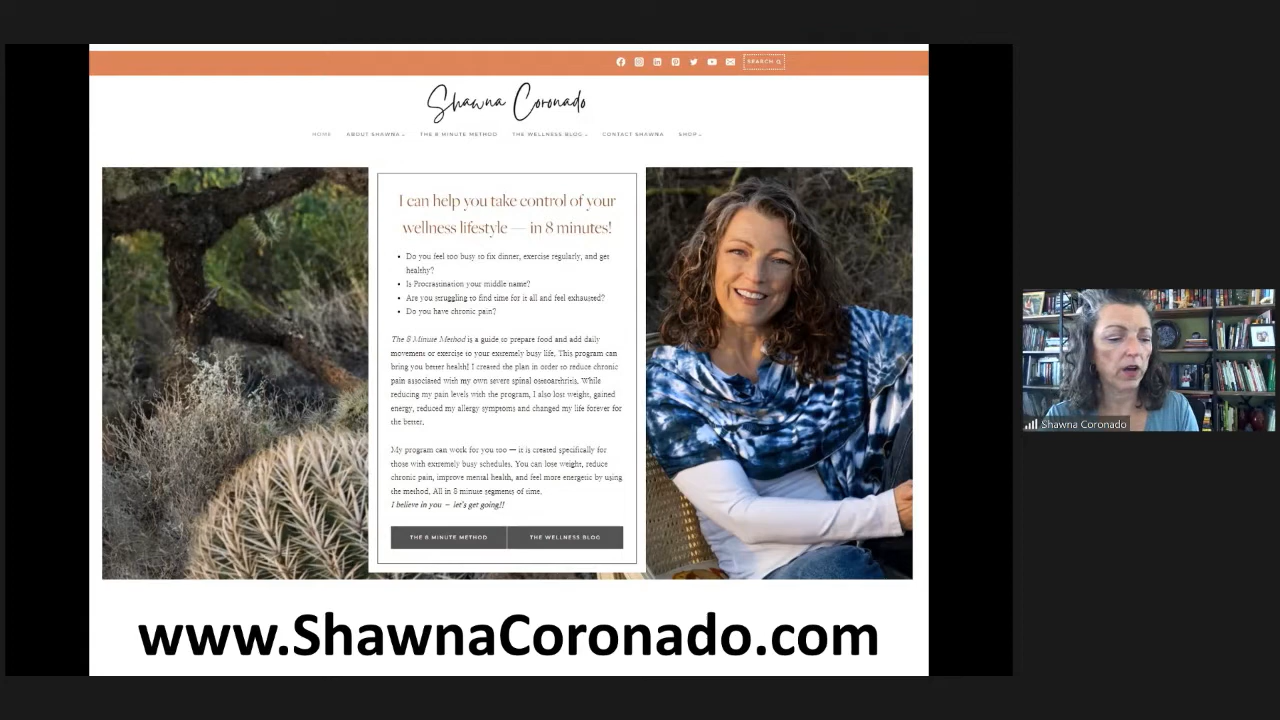 SEARCH
Shawna Coronado
HOME ABOUT SHAWNA THE 8 MINUTE METHOD THE WELLNESS BLOG CONTACT SHAWNA SHOP
I can help you take control of your
wellness lifestyle — in 8 minutes!
• Do you feel too busy to fix dinner, exercise regularly, and get
healthy?
• Is Procrastination your middle name?
• Are you struggling to find time for it all and feel exhausted?
• Do you have chronic pain?
The 8 Minute Method is a guide to prepare food and add daily
movement or exercise to your extremely busy life. This program can
bring you better health! I created the plan in order to reduce chronic
pain associated with my own severe spinal osteoarthritis. While
reducing my pain levels with the program, I also lost weight, gained
energy, reduced my allergy symptoms and changed my life forever for
the better.
My program can work for you too — it is created specifically for
those with extremely busy schedules. You can lose weight, reduce
chronic pain, improve mental health, and feel more energetic by using
the method. All in 8 minute segments of time.
I believe in you – let's get going!!
THE 8 MINUTE METHOD THE WELLNESS BLOG
www.ShawnaCoronado.com
Shawna Coronado